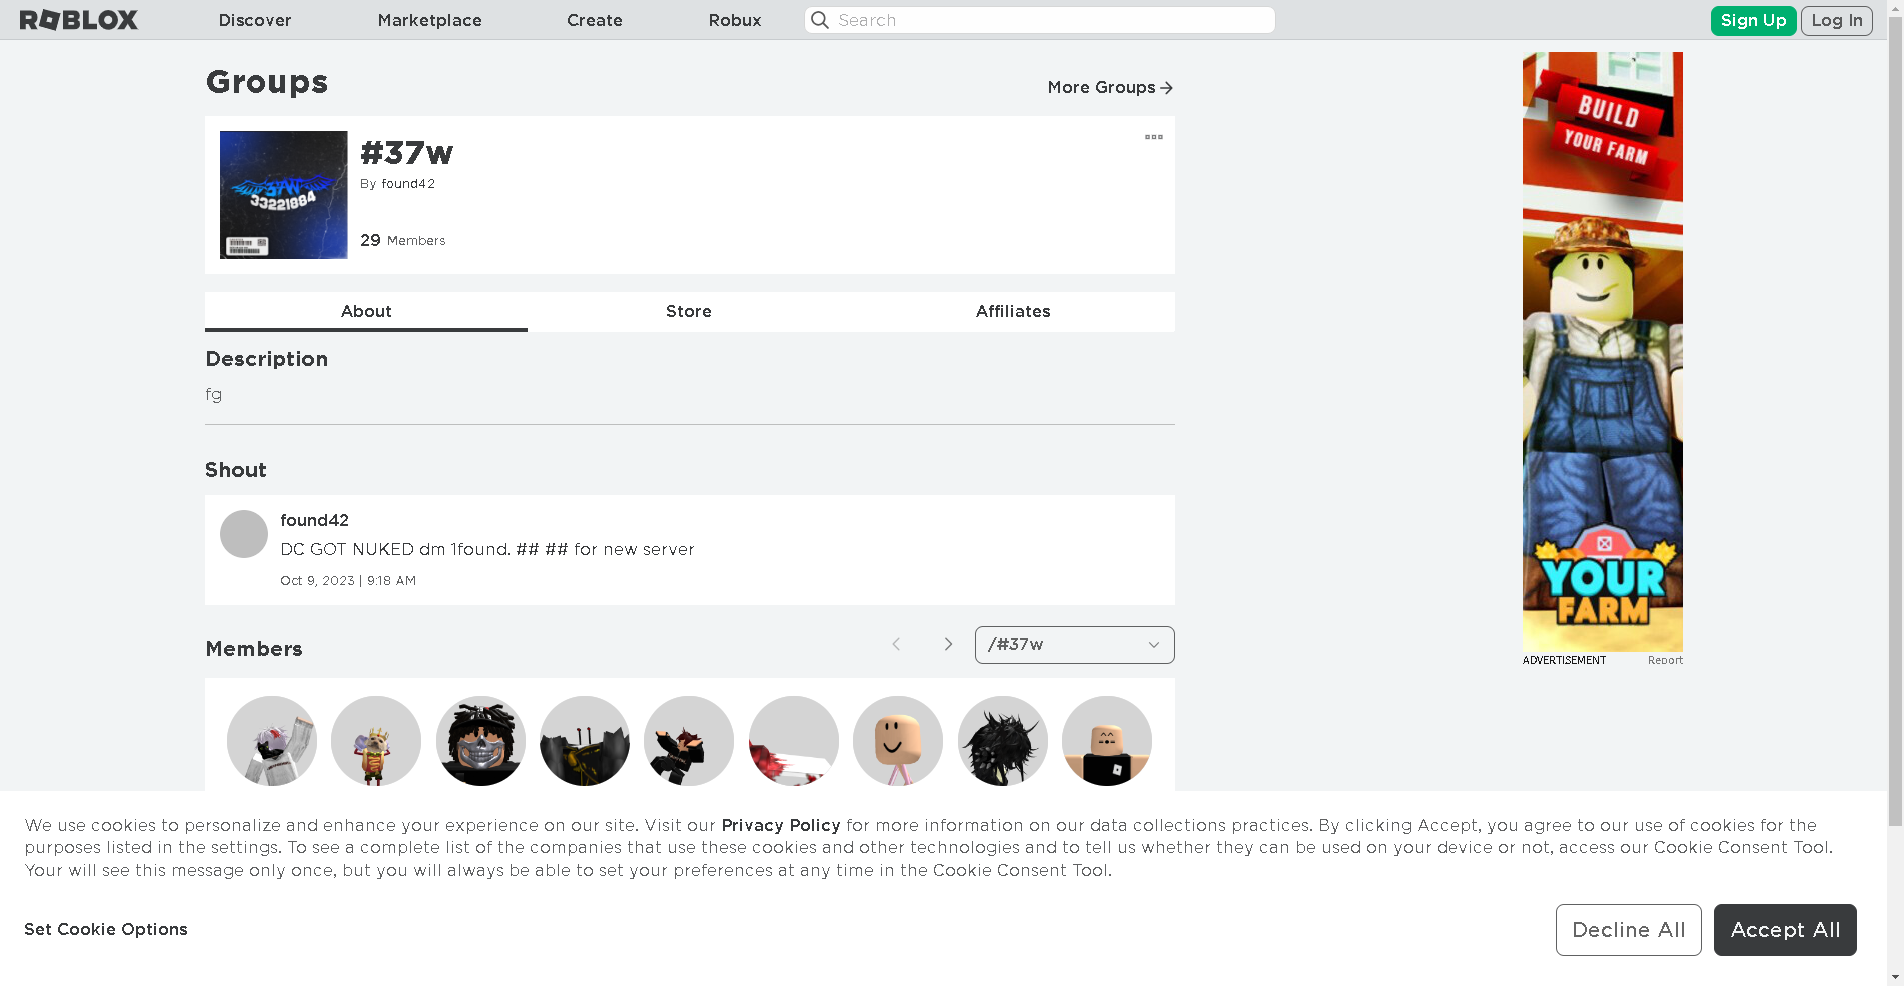 ROBLOX
Discover
Marketplace
Create
Robux
Search
Sign Up
Log In
Groups
More Groups
37W
33221884
#37w
By found42
29 Members
About
Store
Affiliates
Description
fg
Shout
found42
DC GOT NUKED dm 1found. ## ## for new server
Oct 9, 2023 | 9:18 AM
Members
/#37w
BUILD
YOUR FARM
YOUR
FARM
ADVERTISEMENT
Report
We use cookies to personalize and enhance your experience on our site. Visit our Privacy Policy for more information on our data collections practices. By clicking Accept, you agree to our use of cookies for the
purposes listed in the settings. To see a complete list of the companies that use these cookies and other technologies and to tell us whether they can be used on your device or not, access our Cookie Consent Tool.
Your will see this message only once, but you will always be able to set your preferences at any time in the Cookie Consent Tool.
Set Cookie Options
Decline All
Accept All